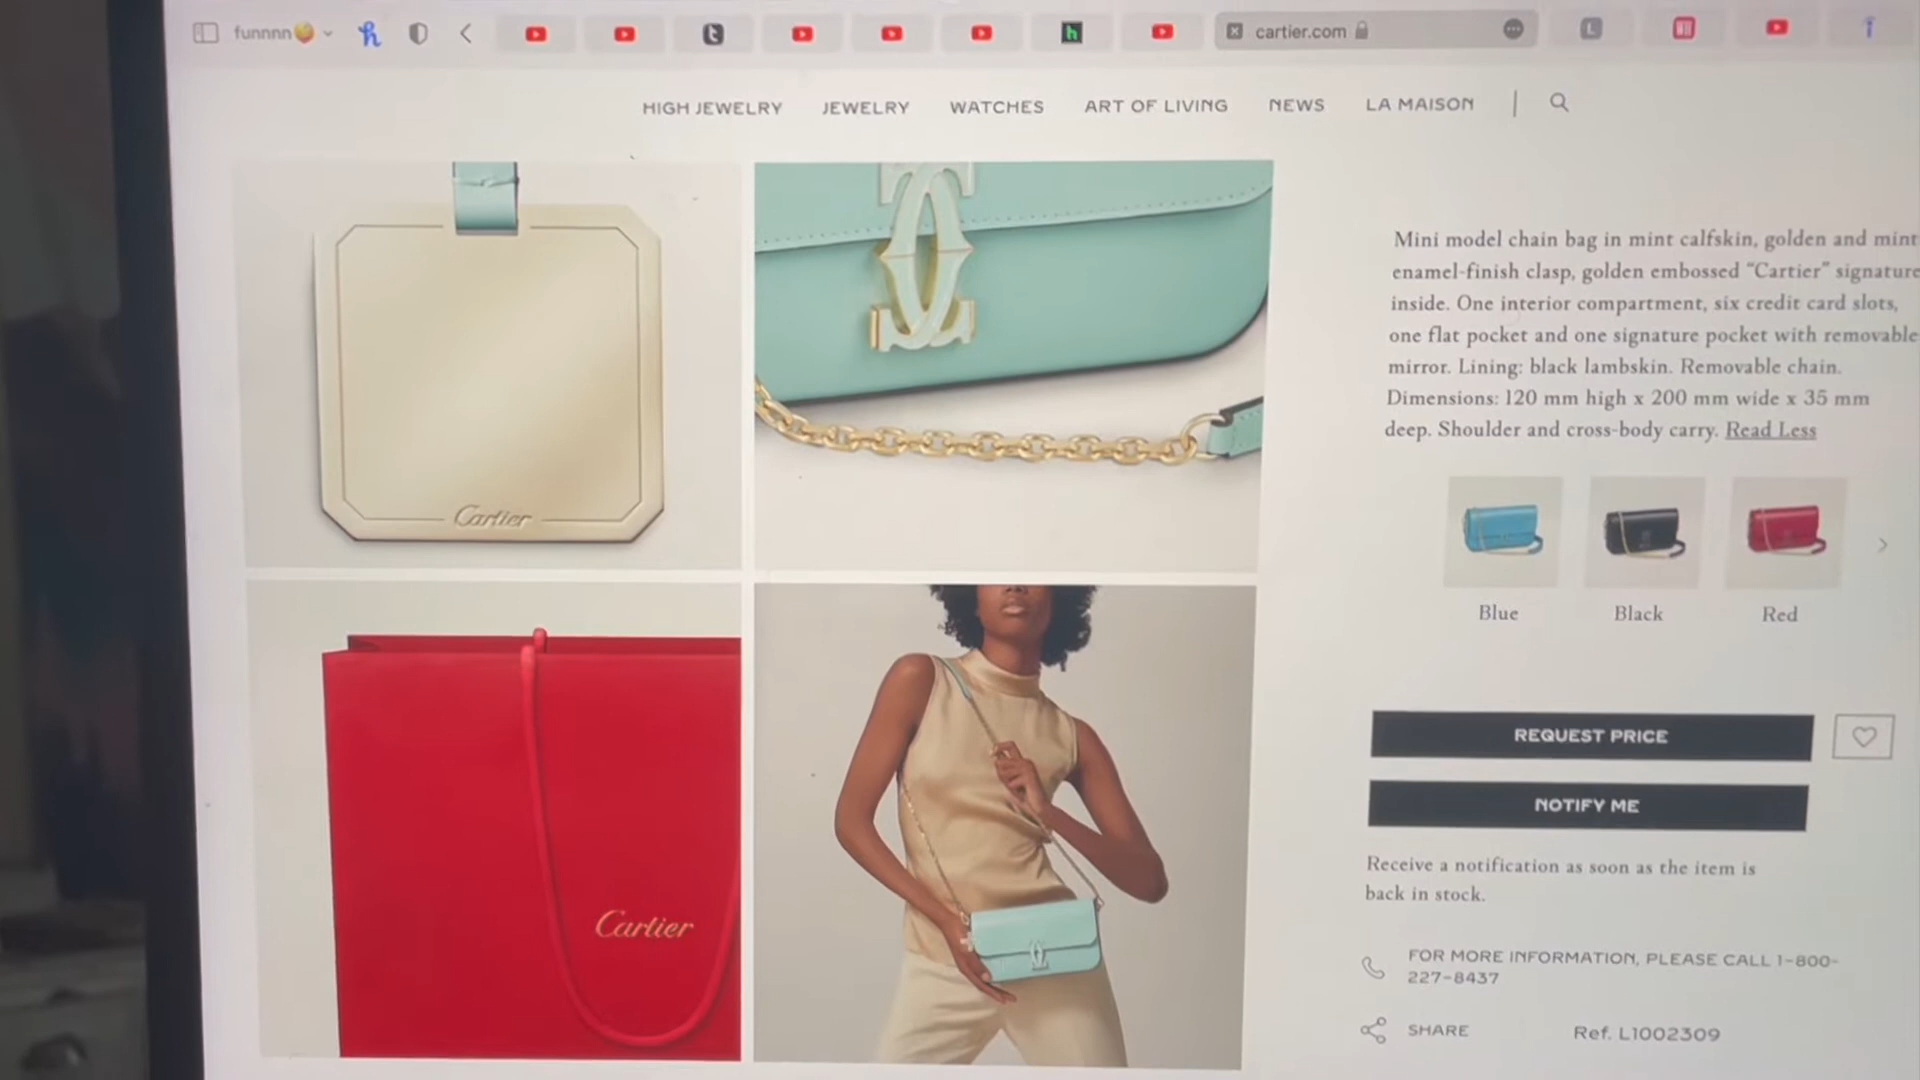 funnnn
cartier.com
HIGH JEWELRY JEWELRY WATCHES ART OF LIVING NEWS LA MAISON
Cartier
Mini model chain bag in mint calfskin, golden and mint
enamel-finish clasp, golden embossed “Cartier” signature
inside. One interior compartment, six credit card slots,
one flat pocket and one signature pocket with removable
mirror. Lining: black lambskin. Removable chain.
Dimensions: 120 mm high x 200 mm wide x 35 mm
deep. Shoulder and cross-body carry. Read Less
Blue Black Red
Cartier
REQUEST PRICE
NOTIFY ME
Receive a notification as soon as the item is
back in stock.
FOR MORE INFORMATION, PLEASE CALL 1-800-
227-8437
SHARE Ref. L1002309